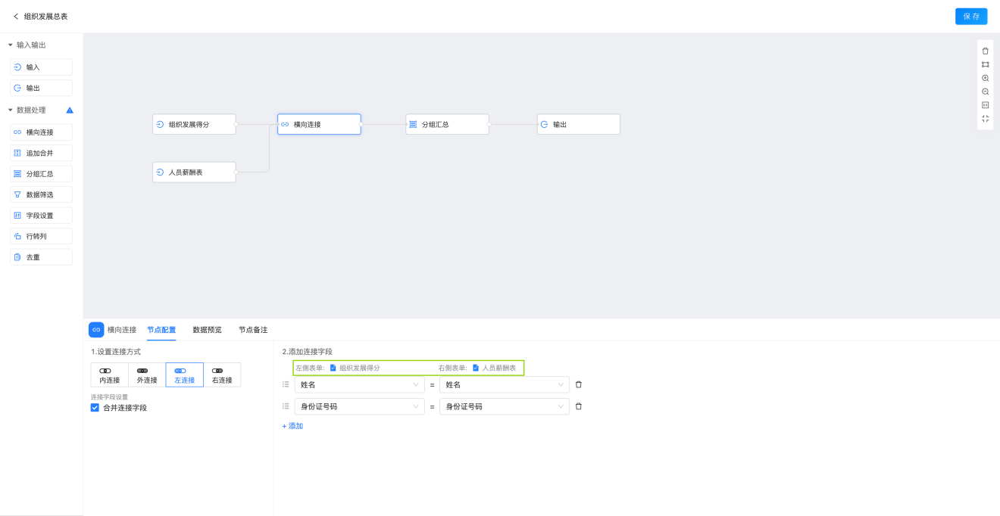 组织发展总表
保存
输入输出
输入
输出
数据处理
横向连接
追加合并
分组汇总
数据筛选
字段设置
行转列
去重
组织发展得分
横向连接
分组汇总
输出
人员薪酬表
横向连接 节点配置 数据预览 节点备注
1.设置连接方式
内连接 外连接 左连接 右连接
连接字段设置
合并连接字段
2.添加连接字段
左侧表单: 组织发展得分 右侧表单: 人员薪酬表
姓名 = 姓名
身份证号码 = 身份证号码
+ 添加